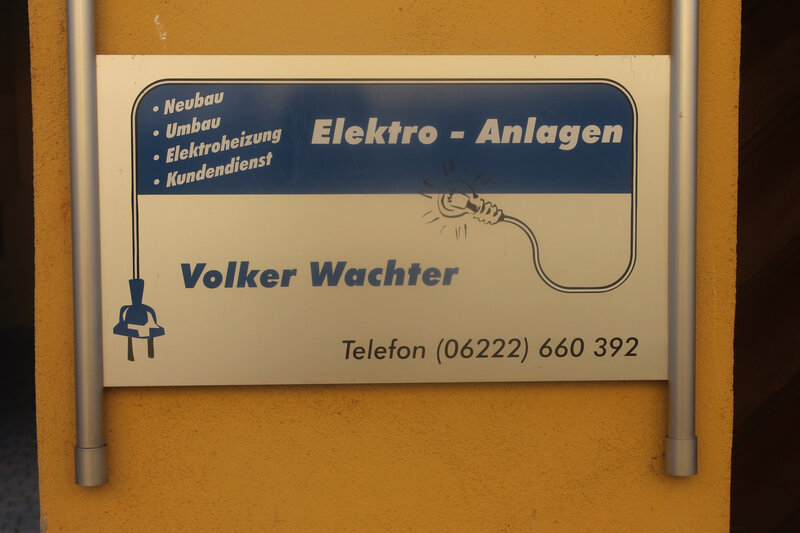 • Neubau
• Umbau
• Elektroheizung
• Kundendienst
Elektro - Anlagen
Volker Wachter
Telefon (06222) 660 392